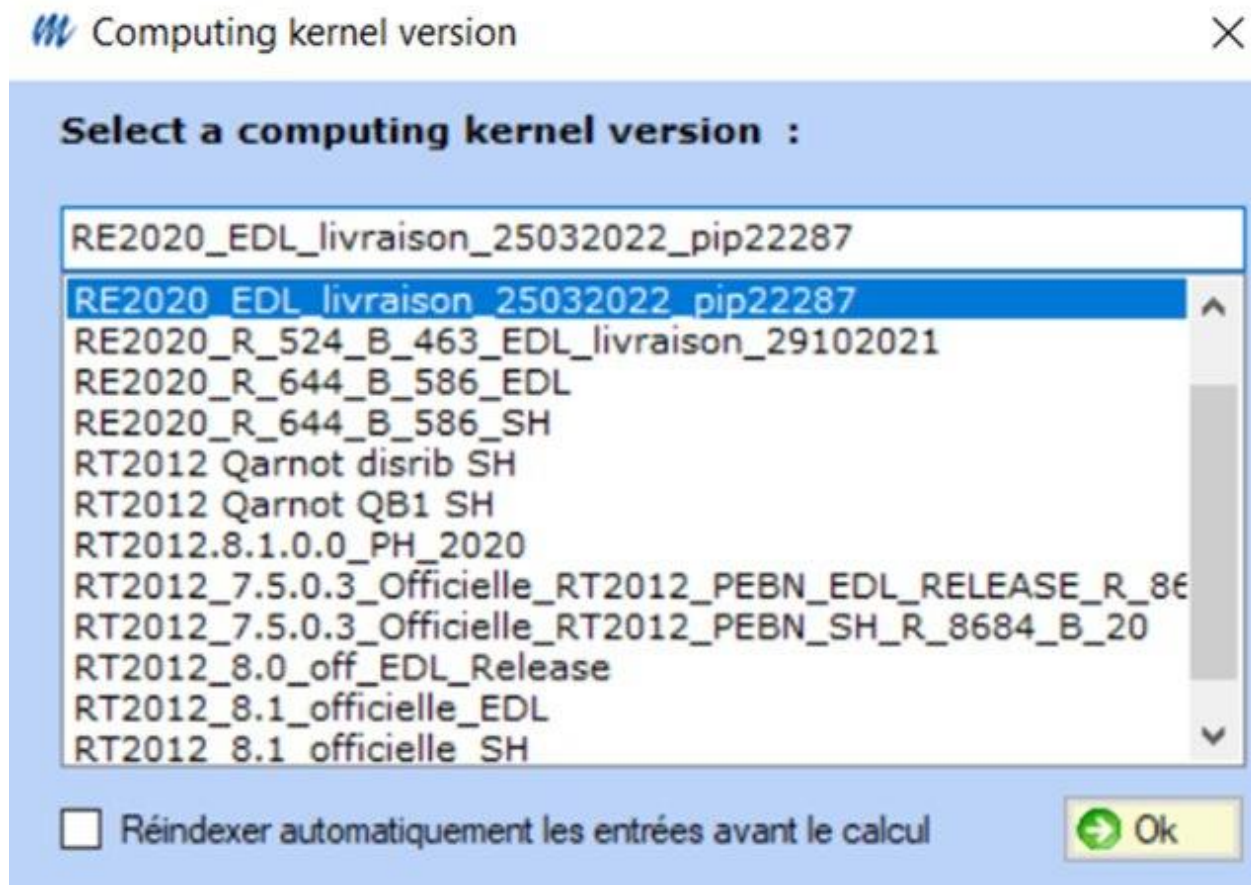 Computing kernel version
Select a computing kernel version :
RE2020_EDL_livraison_25032022_pip22287
RE2020_EDL_livraison_25032022_pip22287
RE2020_R_524_B_463_EDL_livraison_29102021
RE2020_R_644_B_586_EDL
RE2020_R_644_B_586_SH
RT2012 Qarnot disrib SH
RT2012 Qarnot QB1 SH
RT2012.8.1.0.0_PH_2020
RT2012_7.5.0.3_Officielle_RT2012_PEBN_EDL_RELEASE_R_86
RT2012_7.5.0.3_Officielle_RT2012_PEBN_SH_R_8684_B_20
RT2012_8.0_off_EDL_Release
RT2012_8.1_officielle_EDL
RT2012_8.1_officielle_SH
Réindexer automatiquement les entrées avant le calcul
Ok